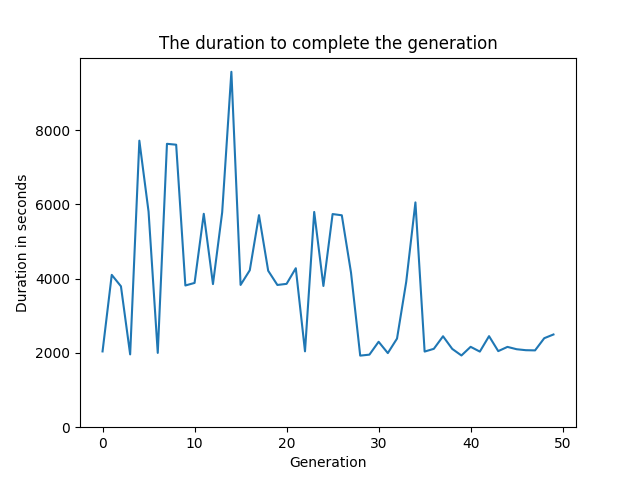 The duration to complete the generation
Duration in seconds
8000
6000
4000
2000
0
0 10 20 30 40 50
Generation